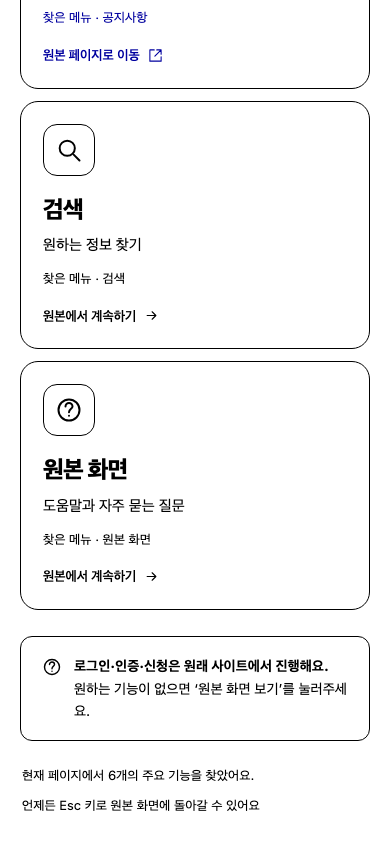 찾은 메뉴 · 공지사항
원본 페이지로 이동
검색
원하는 정보 찾기
찾은 메뉴 · 검색
원본에서 계속하기 →
원본 화면
도움말과 자주 묻는 질문
찾은 메뉴 · 원본 화면
원본에서 계속하기 →
로그인·인증·신청은 원래 사이트에서 진행해요.
원하는 기능이 없으면 ‘원본 화면 보기’를 눌러주세
요.
현재 페이지에서 6개의 주요 기능을 찾았어요.
언제든 Esc 키로 원본 화면에 돌아갈 수 있어요